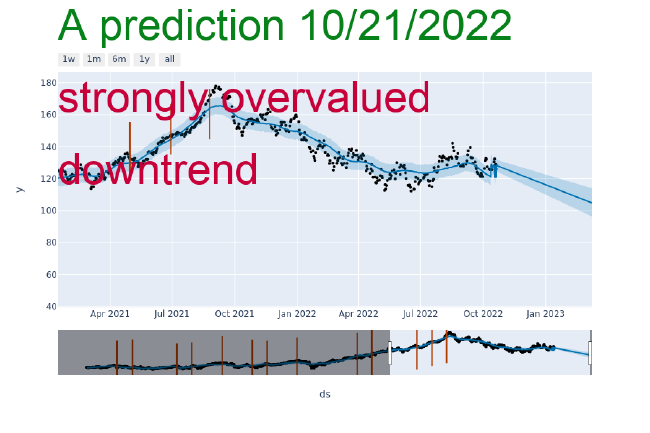 A prediction 10/21/2022
1w 1m 6m 1y all
strongly overvalued
downtrend
180
160
140
120
100
80
60
40
y
Apr 2021 Jul 2021 Oct 2021 Jan 2022 Apr 2022 Jul 2022 Oct 2022 Jan 2023
ds